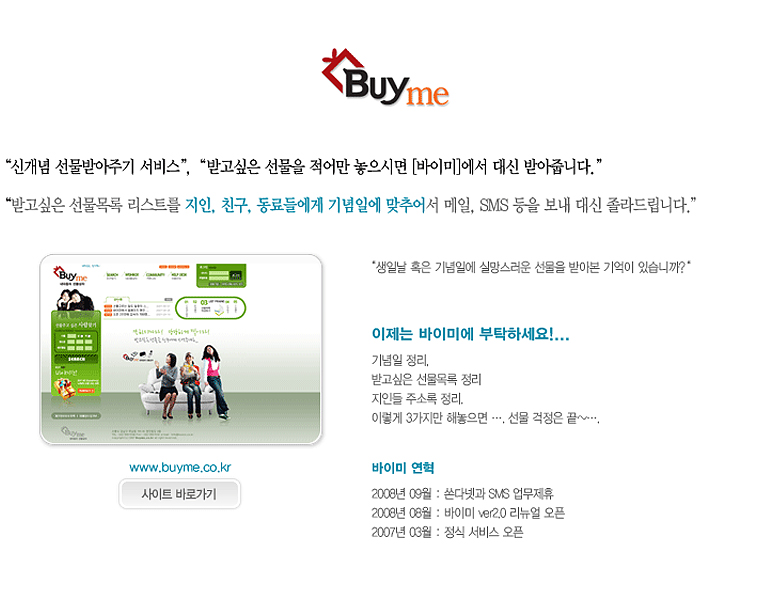 Buyme
“신개념 선물받아주기 서비스”, “받고싶은 선물을 적어만 놓으시면 [바이미]에서 대신 받아줍니다.”
“받고싶은 선물목록 리스트를 지인, 친구, 동료들에게 기념일에 맞추어서 메일, SMS 등을 보내 대신 졸라드립니다.”
Buyme
SEARCH MEMBER COMMUNITY HELP DESK
03
SEARCH
Buyme
“생일날 혹은 기념일에 실망스러운 선물을 받아본 기억이 있습니까?”
이제는 바이미에 부탁하세요!...
기념일 정리.
받고싶은 선물목록 정리
지인들 주소록 정리.
이렇게 3가지만 해놓으면 …. 선물 걱정은 끝~….
www.buyme.co.kr
사이트 바로가기
바이미 연혁
2008년 09월 : 쏜다넷과 SMS 업무제휴
2008년 08월 : 바이미 ver2.0 리뉴얼 오픈
2007년 03월 : 정식 서비스 오픈